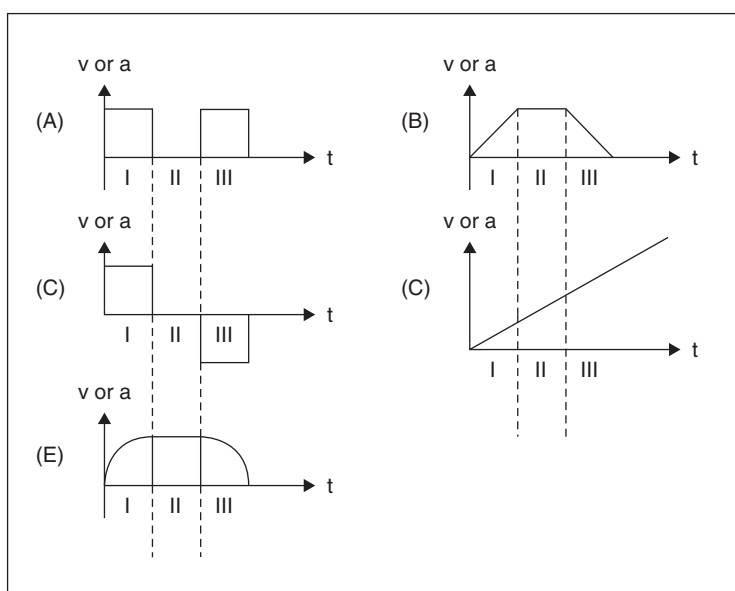 v or a
(A)
t
I II III
v or a
(B)
t
I II III
v or a
(C)
t
I II III
v or a
(C)
t
I II III
v or a
(E)
t
I II III